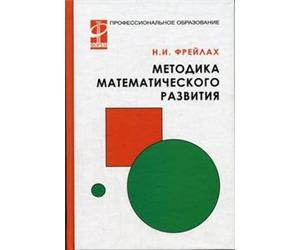 ПРОФЕССИОНАЛЬНОЕ ОБРАЗОВАНИЕ
Н.И. ФРЕЙЛАХ
МЕТОДИКА
МАТЕМАТИЧЕСКОГО
РАЗВИТИЯ